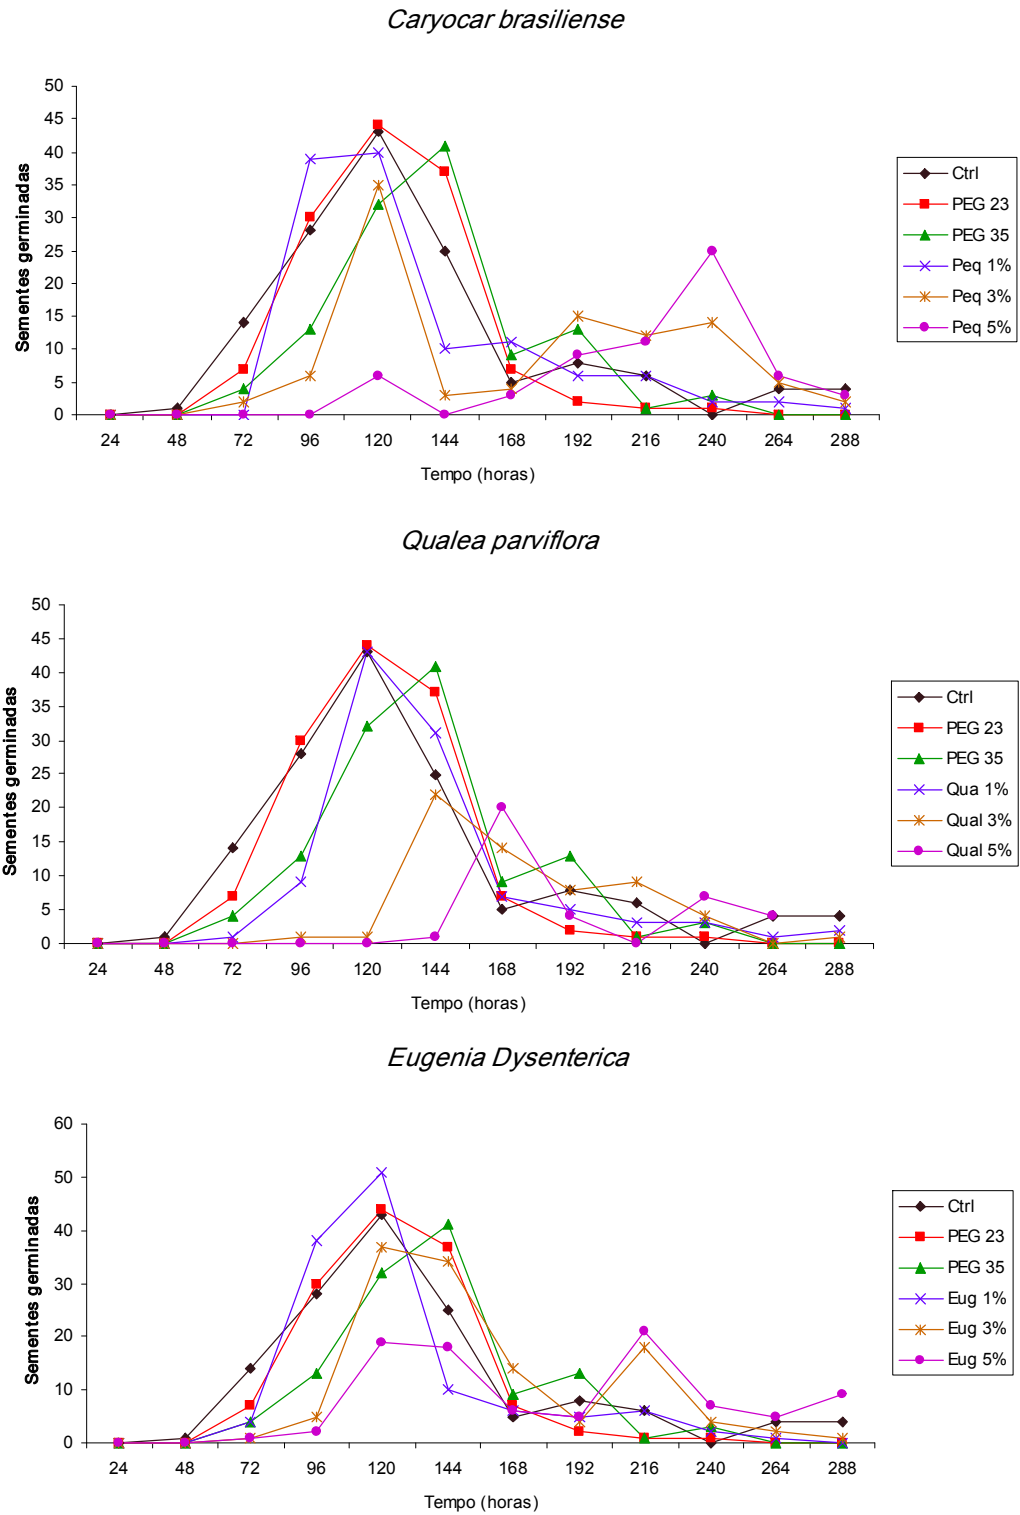 Caryocar brasiliense
50
45
40
35
30
25
20
15
10
5
0
Sementes germinadas
24 48 72 96 120 144 168 192 216 240 264 288
Tempo (horas)
Ctrl
PEG 23
PEG 35
Peq 1%
Peq 3%
Peq 5%
Qualea parviflora
50
45
40
35
30
25
20
15
10
5
0
Sementes germinadas
24 48 72 96 120 144 168 192 216 240 264 288
Tempo (horas)
Ctrl
PEG 23
PEG 35
Qua 1%
Qual 3%
Qual 5%
Eugenia Dysenterica
60
50
40
30
20
10
0
Sementes germinadas
24 48 72 96 120 144 168 192 216 240 264 288
Tempo (horas)
Ctrl
PEG 23
PEG 35
Eug 1%
Eug 3%
Eug 5%